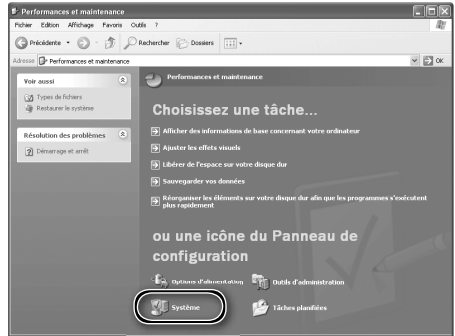 Performances et maintenance
Fichier Edition Affichage Favoris Outils ?
Précédente Rechercher Dossiers
Adresse Performances et maintenance OK
Voir aussi
Types de fichiers
Restaurer le système
Résolution des problèmes
Démarrage et arrêt
Performances et maintenance
Choisissez une tâche...
Afficher des informations de base concernant votre ordinateur
Ajuster les effets visuels
Libérer de l'espace sur votre disque dur
Sauvegarder vos données
Réorganiser les éléments sur votre disque dur afin que les programmes s'exécutent
plus rapidement
ou une icône du Panneau de
configuration
Options d'alimentation Outils d'administration
Système Tâches planifiées